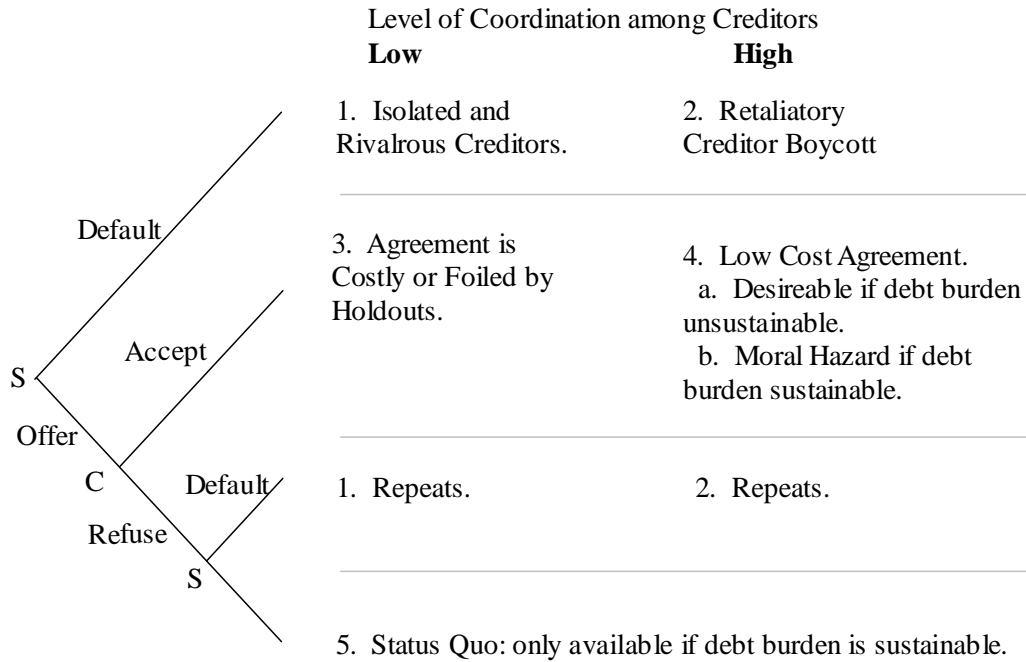 Level of Coordination among Creditors
Low High
1. Isolated and
Rivalrous Creditors.
2. Retaliatory
Creditor Boycott
Default
3. Agreement is
Costly or Foiled by
Holdouts.
4. Low Cost Agreement.
a. Desireable if debt burden
unsustainable.
b. Moral Hazard if debt
burden sustainable.
Accept
S
Offer
C
Default
1. Repeats.
2. Repeats.
Refuse
S
5. Status Quo: only available if debt burden is sustainable.